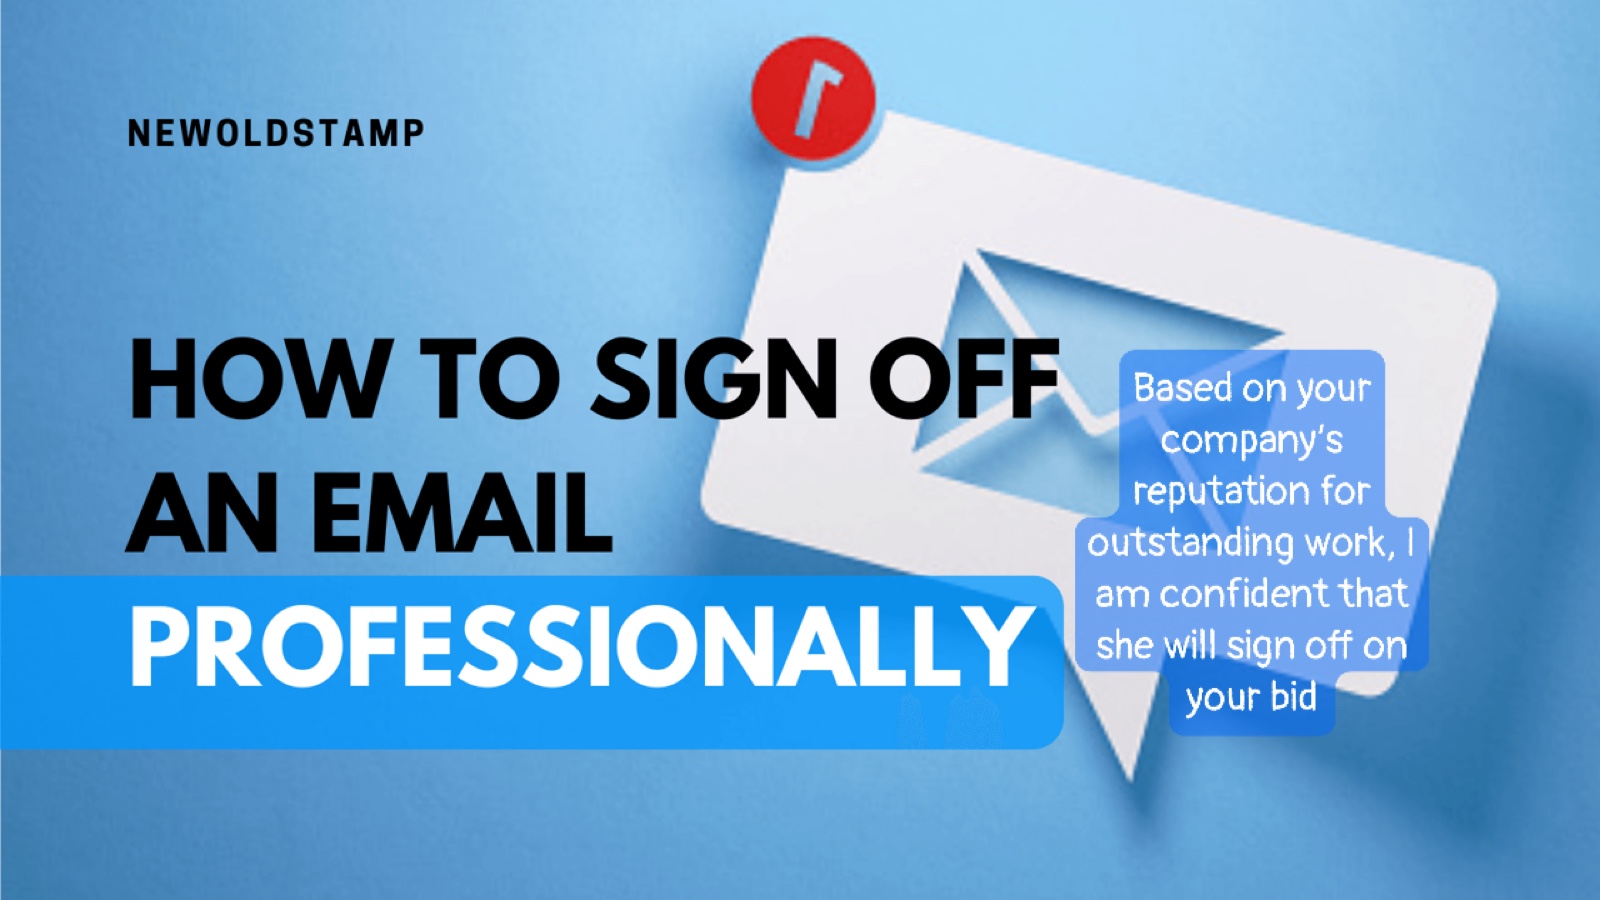 1
NEWOLDSTAMP
HOW TO SIGN OFF
AN EMAIL
PROFESSIONALLY
Based on your
company's
reputation for
outstanding work, I
am confident that
she will sign off on
your bid